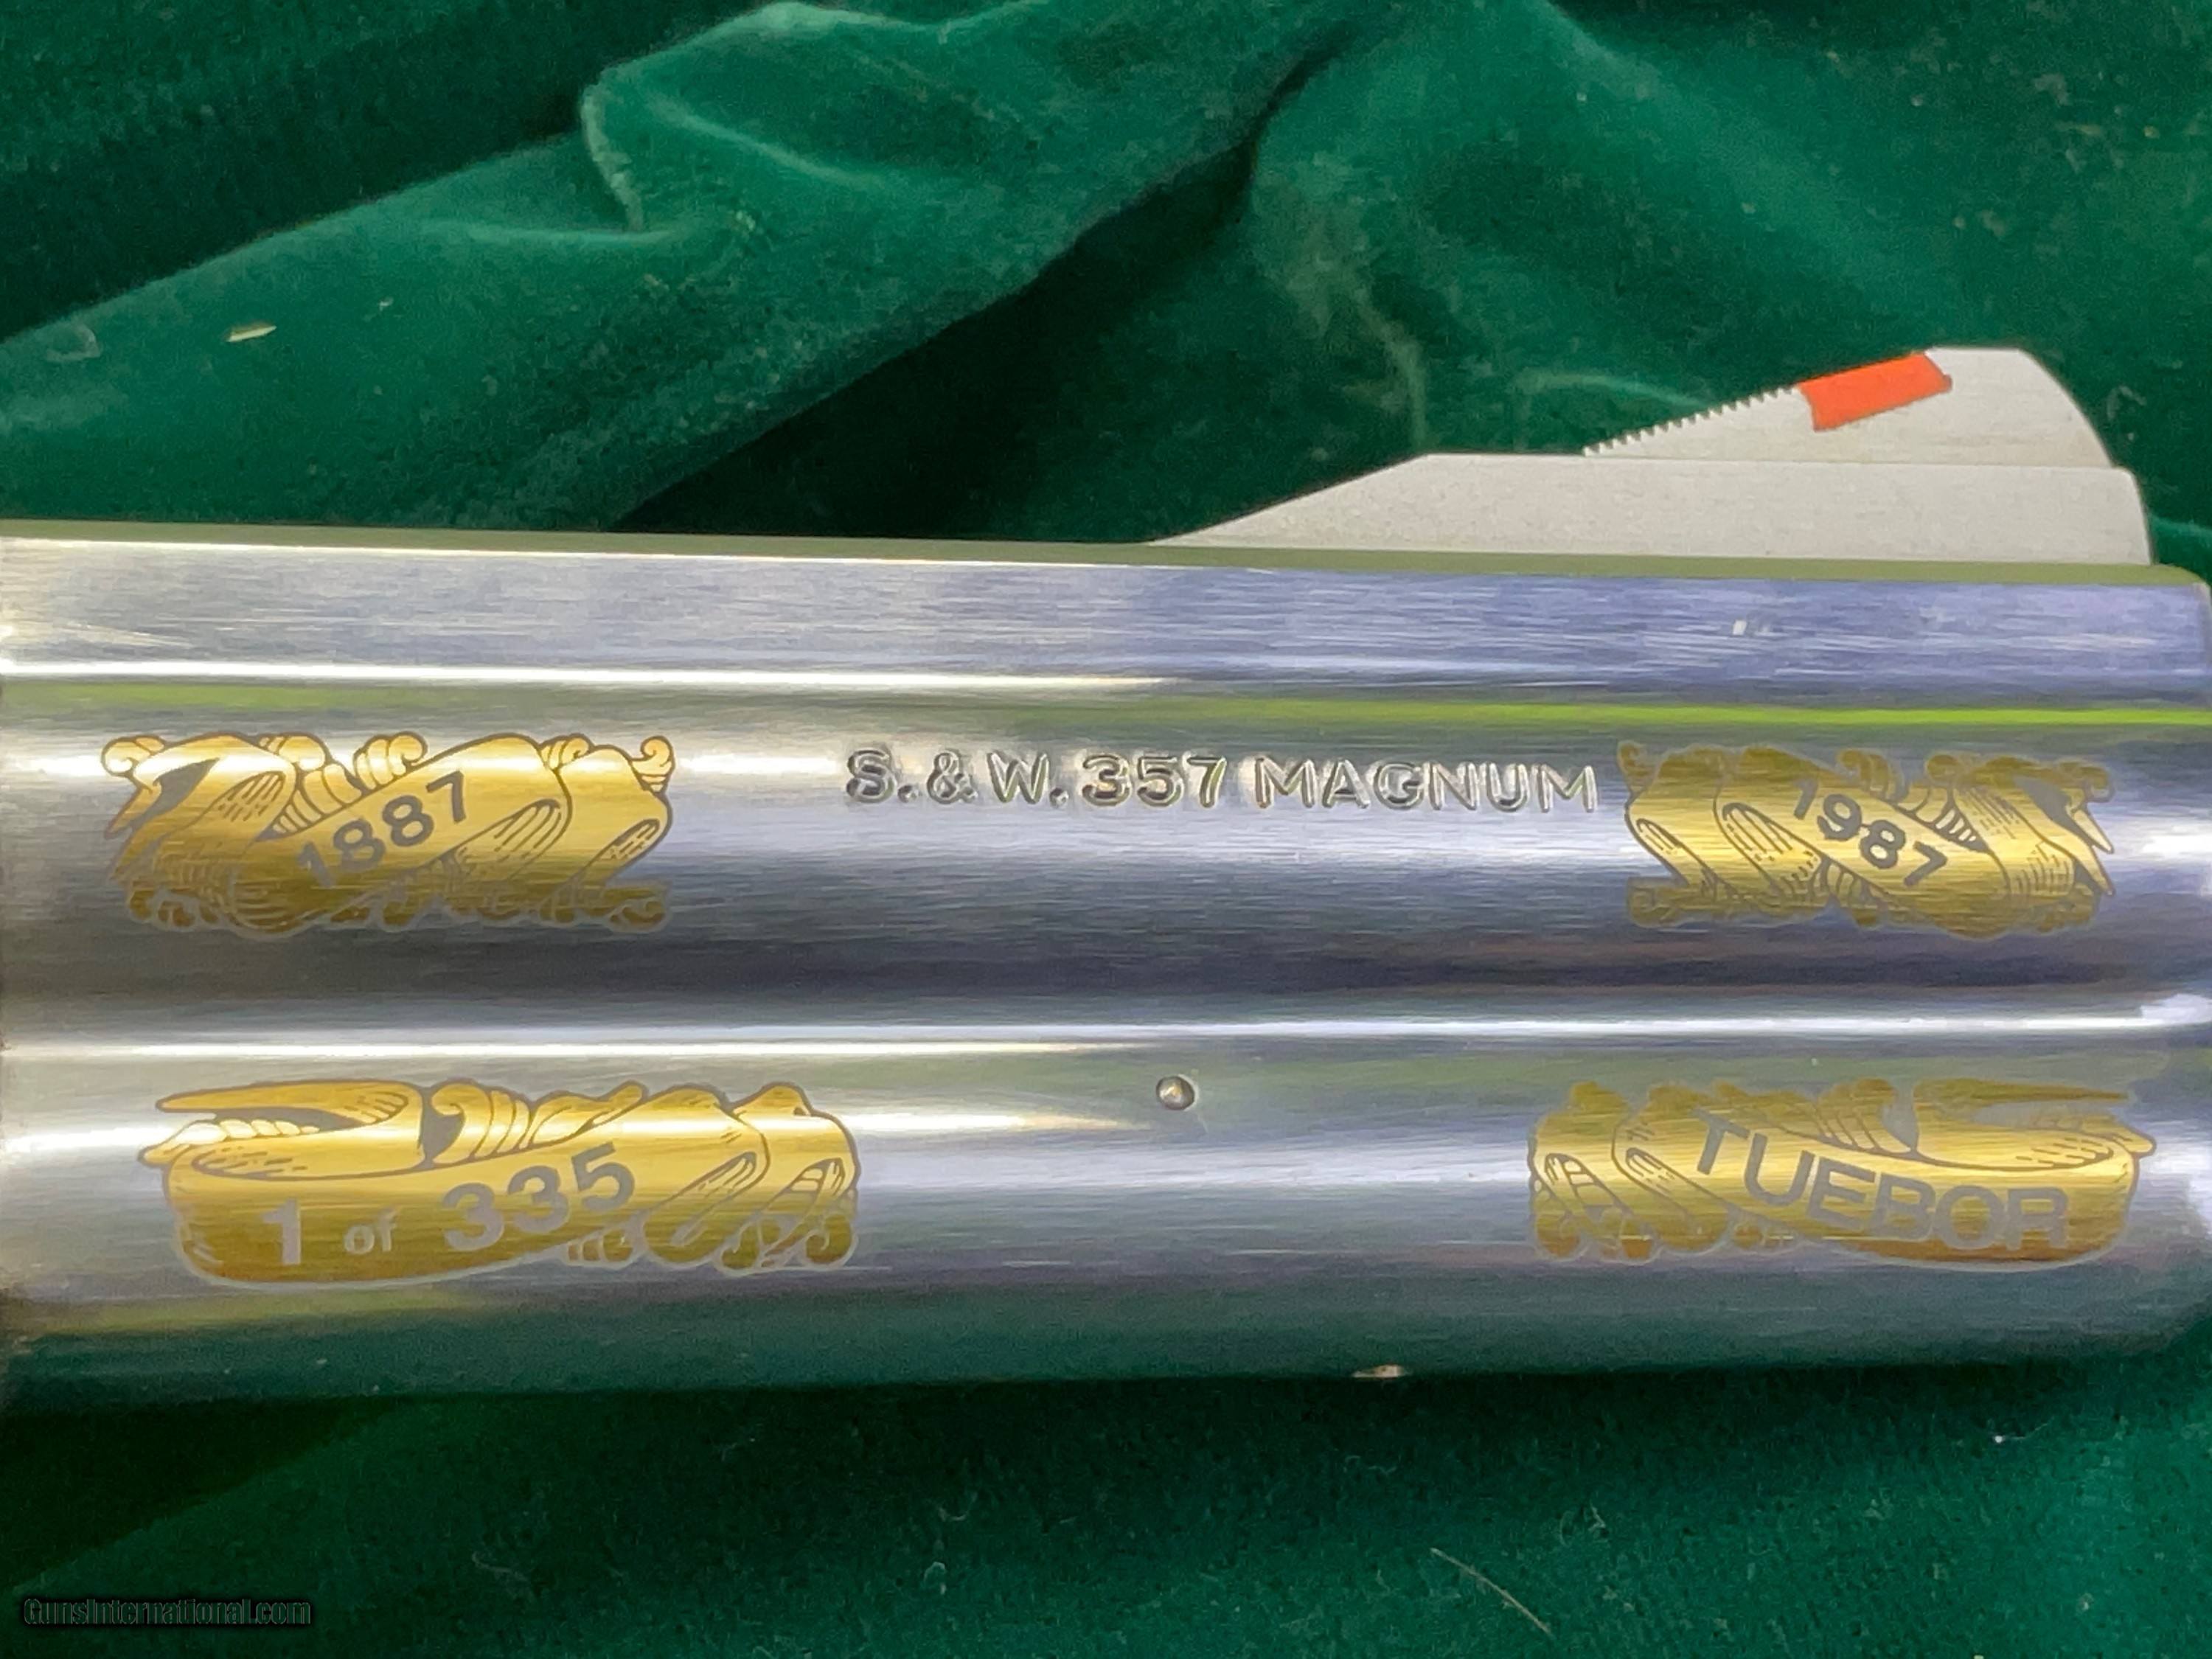 1887
S. & W. 357 MAGNUM
1987
1 of 335
TUEBOR
GunsInternational.com